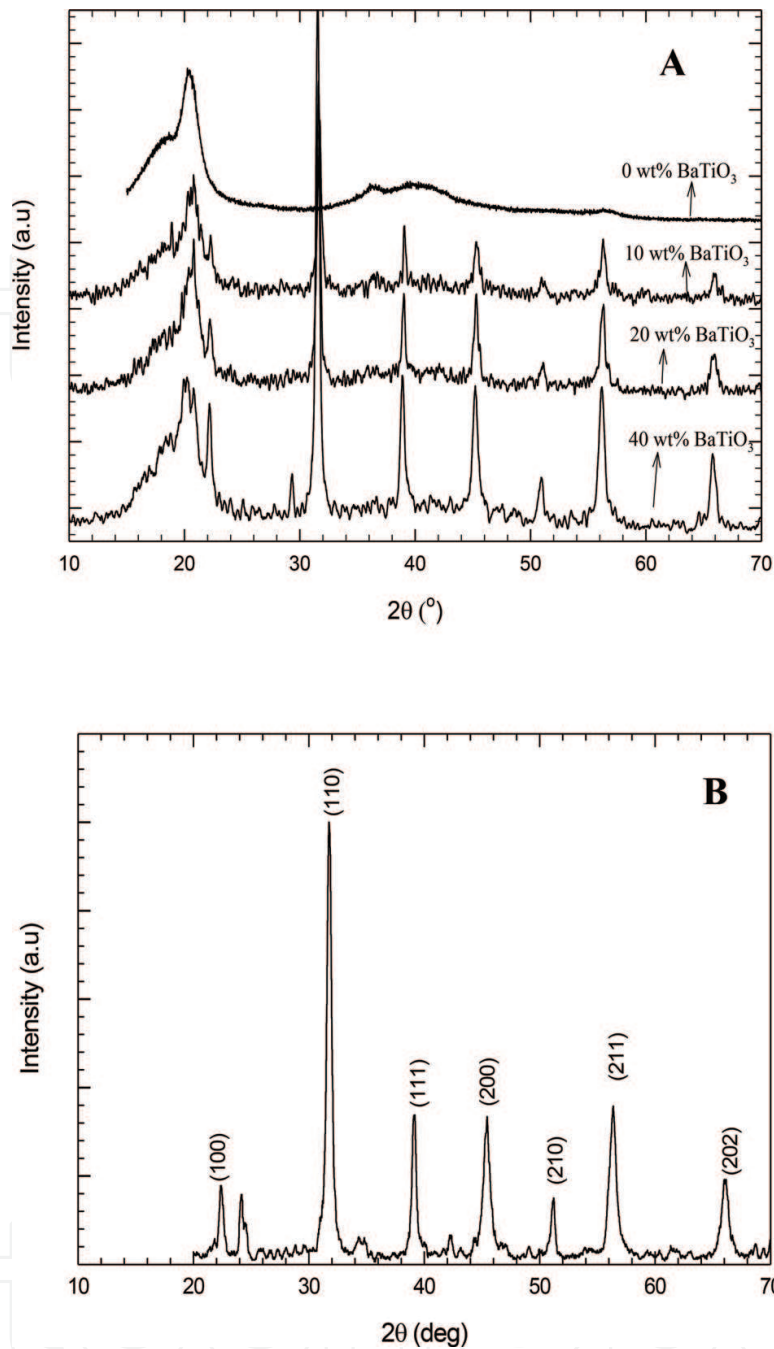 A
0 wt% BaTiO3
10 wt% BaTiO3
20 wt% BaTiO3
40 wt% BaTiO3
Intensity (a.u)
10 20 30 40 50 60 70
2θ (°)
B
(100)
(110)
(111)
(200)
(210)
(211)
(202)
Intensity (a.u)
10 20 30 40 50 60 70
2θ (deg)